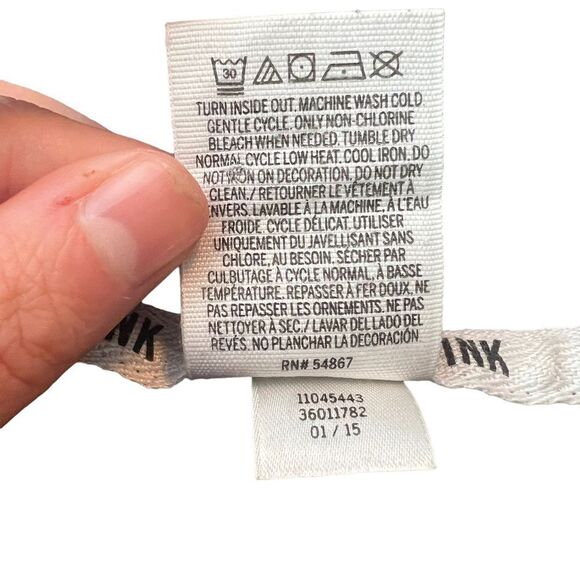 30
TURN INSIDE OUT. MACHINE WASH COLD.
GENTLE CYCLE. ONLY NON-CHLORINE
BLEACH WHEN NEEDED. TUMBLE DRY
NORMAL CYCLE LOW HEAT. COOL IRON. DO
NOT IRON ON DECORATION. DO NOT DRY
CLEAN./ RETOURNER LE VÊTEMENT À
ENVERS. LAVABLE À LA MACHINE, À L'EAU
FROIDE. CYCLE DÉLICAT. UTILISER
UNIQUEMENT DU JAVELLISANT SANS
CHLORE, AU BESOIN. SÉCHER PAR
CULBUTAGE À CYCLE NORMAL, À BASSE
TEMPÉRATURE. REPASSER À FER DOUX. NE
PAS REPASSER LES ORNEMENTS. NE PAS
NETTOYER À SEC./ LAVAR DEL LADO DEL
REVÉS. NO PLANCHAR LA DECORACIÓN
RN# 54867
INK
INK
11045443
36011782
01 / 15